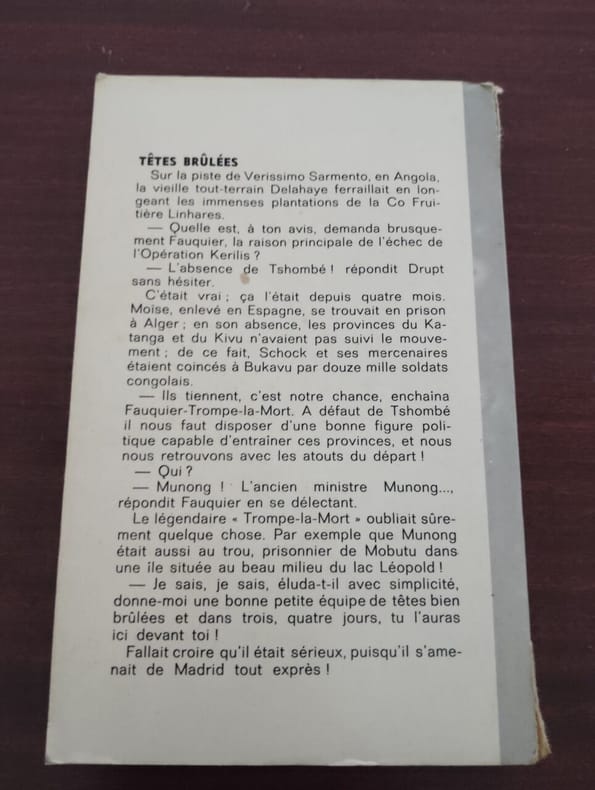 TÊTES BRÛLÉES
Sur la piste de Verissimo Sarmento, en Angola,
la vieille tout-terrain Delahaye ferraillait en lon-
geant les immenses plantations de la Co Frui-
tière Linhares.
— Quelle est, à ton avis, demanda brusque-
ment Fauquier, la raison principale de l'échec de
l'Opération Kerilis ?
— L'absence de Tshombé ! répondit Drupt
sans hésiter.
C'était vrai ; ça l'était depuis quatre mois.
Moïse, enlevé en Espagne, se trouvait en prison
à Alger ; en son absence, les provinces du Ka-
tanga et du Kivu n'avaient pas suivi le mouve-
ment ; de ce fait, Schock et ses mercenaires
étaient coincés à Bukavu par douze mille soldats
congolais.
— Ils tiennent, c'est notre chance, enchaina
Fauquier-Trompe-la-Mort. A défaut de Tshombé
il nous faut disposer d'une bonne figure poli-
tique capable d'entraîner ces provinces, et nous
nous retrouvons avec les atouts du départ !
— Qui ?
— Munong ! L'ancien ministre Munong...,
répondit Fauquier en se délectant.
Le légendaire « Trompe-la-Mort » oubliait sûre-
ment quelque chose. Par exemple que Munong
était aussi au trou, prisonnier de Mobutu dans
une île située au beau milieu du lac Léopold !
— Je sais, je sais, éluda-t-il avec simplicité,
donne-moi une bonne petite équipe de têtes bien
brûlées et dans trois, quatre jours, tu l'auras
ici devant toi !
Fallait croire qu'il était sérieux, puisqu'il s'ame-
nait de Madrid tout exprès !